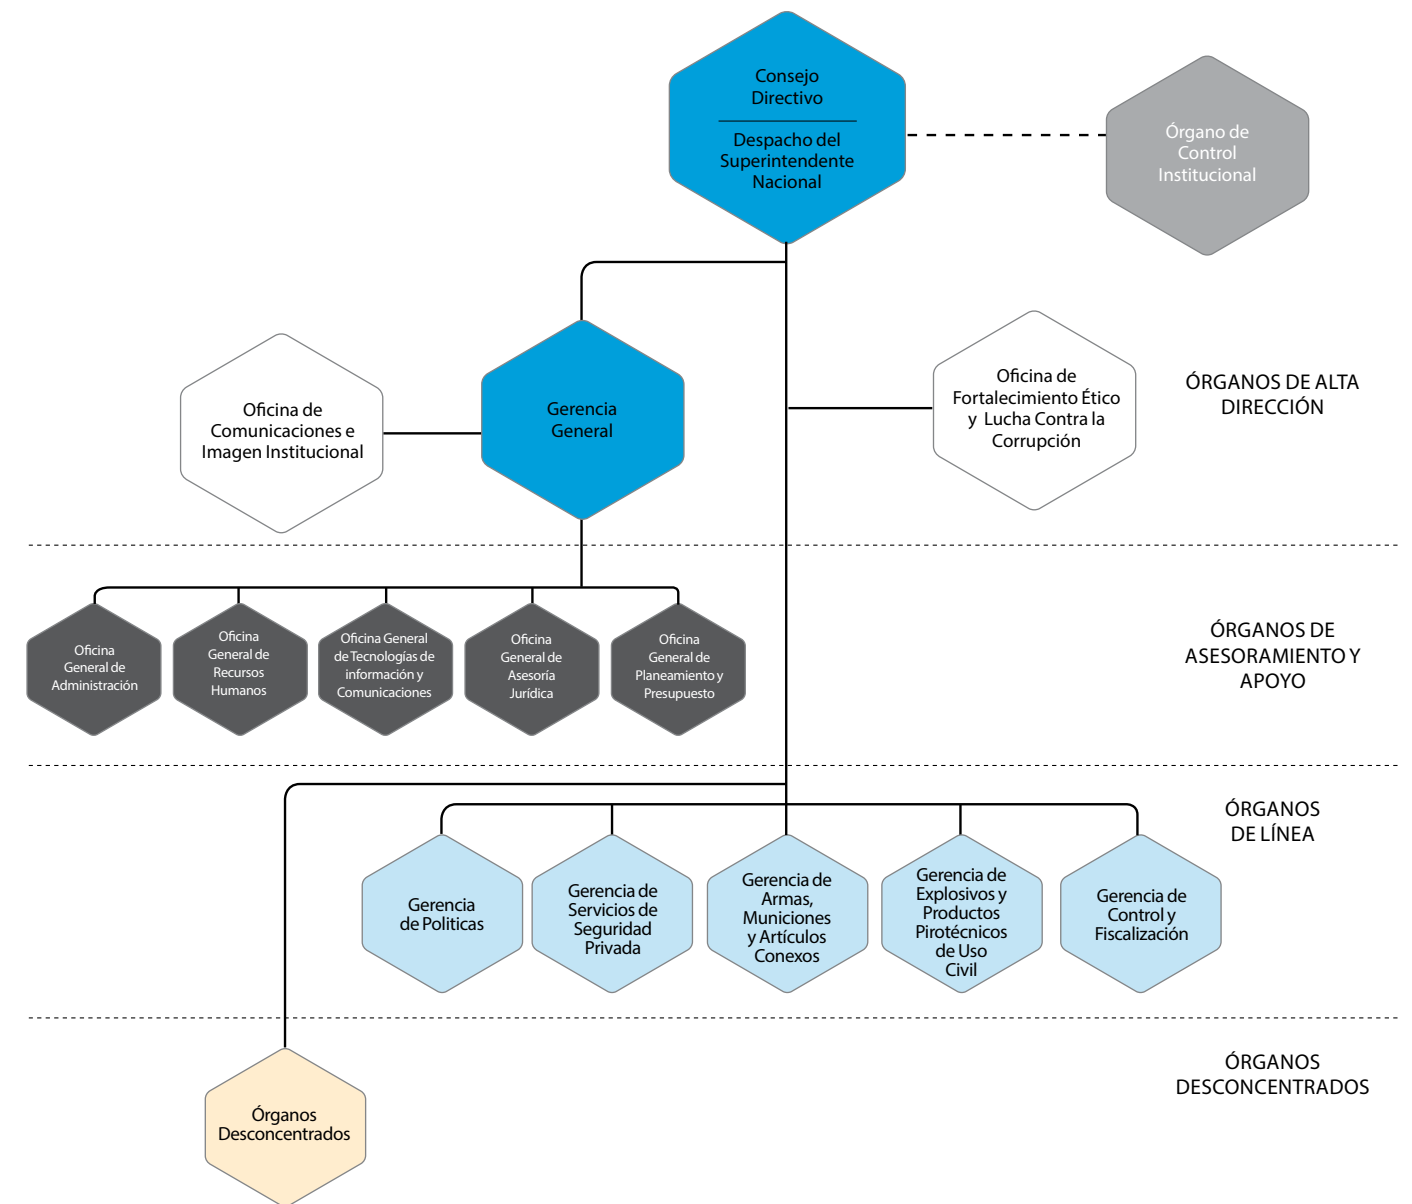 Consejo
Directivo
Despacho del
Superintendente
Nacional
Órgano de
Control
Institucional
Oficina de
Comunicaciones e
Imagen Institucional
Gerencia
General
Oficina de
Fortalecimiento Ético
y Lucha Contra la
Corrupción
ÓRGANOS DE ALTA
DIRECCIÓN
Oficina
General de
Administración
Oficina
General de
Recursos
Humanos
Oficina General
de Tecnologías de
información y
Comunicaciones
Oficina
General de
Asesoría
Jurídica
Oficina
General de
Planeamiento y
Presupuesto
ÓRGANOS DE
ASESORAMIENTO Y
APOYO
ÓRGANOS
DE LÍNEA
Gerencia
de Politicas
Gerencia de
Servicios de
Seguridad
Privada
Gerencia de
Armas,
Municiones
y Artículos
Conexos
Gerencia de
Explosivos y
Productos
Pirotécnicos
de Uso
Civil
Gerencia de
Control y
Fiscalización
ÓRGANOS
DESCONCENTRADOS
Órganos
Desconcentrados